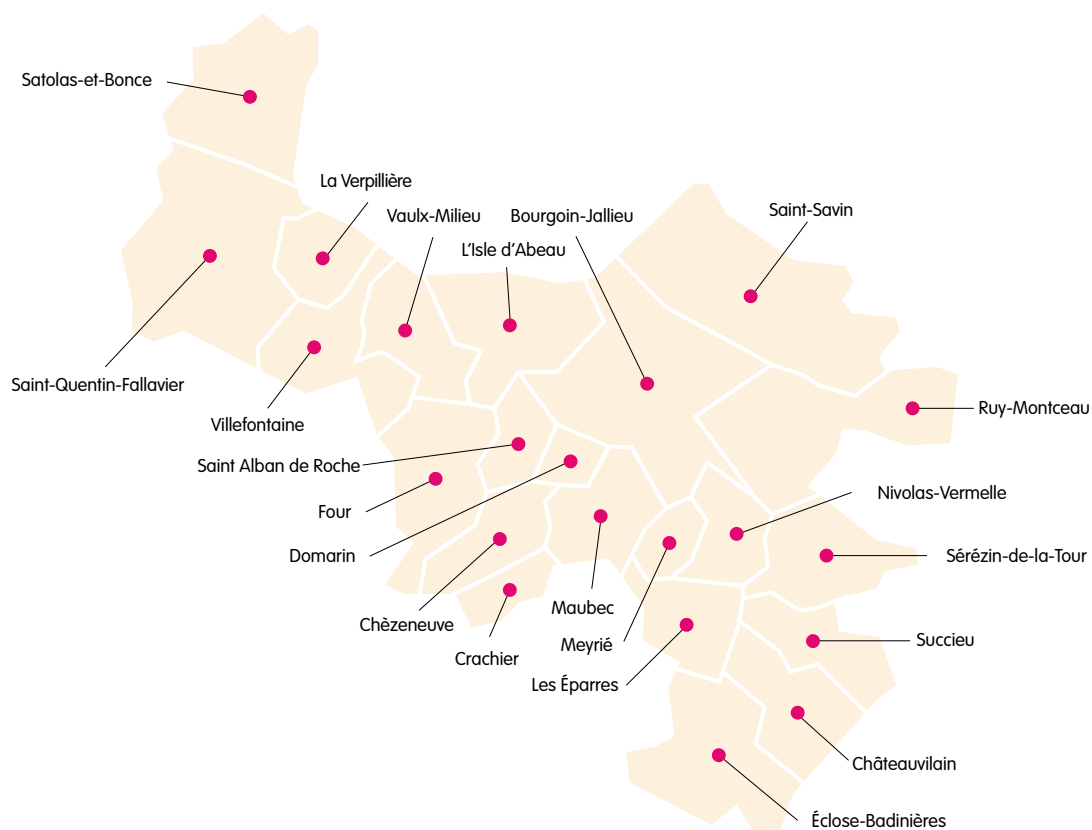 Satolas-et-Bonce
La Verpillière
Vaulx-Milieu
Bourgoin-Jallieu
Saint-Savin
L'Isle d'Abeau
Saint-Quentin-Fallavier
Ruy-Montceau
Villefontaine
Saint Alban de Roche
Nivolas-Vermelle
Four
Domarin
Sérézin-de-la-Tour
Maubec
Chèzeneuve
Meyrié
Succieu
Crachier
Les Éparres
Châteauvilain
Éclose-Badinières